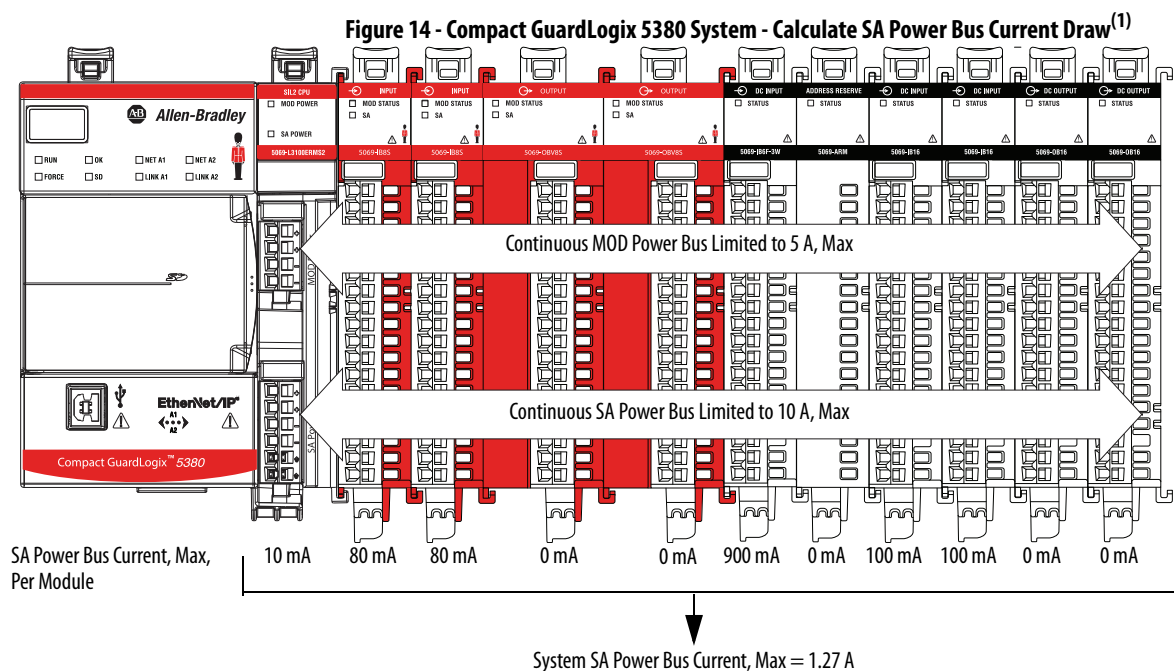 Figure 14 - Compact GuardLogix 5380 System - Calculate SA Power Bus Current Draw(1)
AB Allen-Bradley
RUN OK NET A1 NET A2
FORCE SD LINK A1 LINK A2
SIL2 CPU
MOD POWER
SA POWER
5069-L3100ERMS2
INPUT
MOD STATUS
SA
5069-IB8S
INPUT
MOD STATUS
SA
5069-IB8S
OUTPUT
MOD STATUS
SA
5069-OBV8S
OUTPUT
MOD STATUS
SA
5069-OBV8S
DC INPUT
STATUS
5069-IB6F-3W
ADDRESS RESERVE
STATUS
5069-ARM
DC INPUT
STATUS
5069-IB16
DC INPUT
STATUS
5069-IB16
DC OUTPUT
STATUS
5069-OB16
DC OUTPUT
STATUS
5069-OB16
MOD
Continuous MOD Power Bus Limited to 5 A, Max
SA Po
Continuous SA Power Bus Limited to 10 A, Max
EtherNet/IP
A1
A2
Compact GuardLogix™ 5380
SA Power Bus Current, Max,
Per Module
10 mA 80 mA 80 mA 0 mA 0 mA 900 mA 0 mA 100 mA 100 mA 0 mA 0 mA
System SA Power Bus Current, Max = 1.27 A